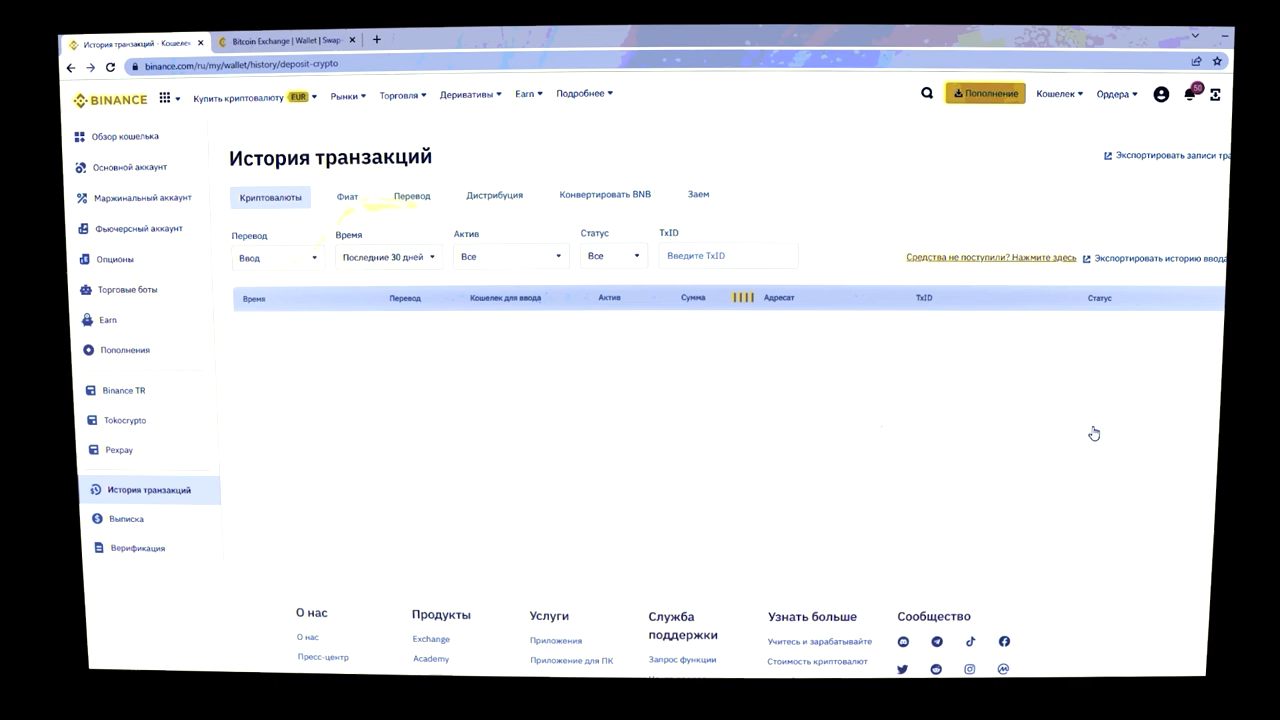 История транзакций - Кошеле
Bitcoin Exchange | Wallet | Swap
binance.com/ru/my/wallet/history/deposit-crypto
BINANCE
Купить криптовалюту EUR
Рынки
Торговля
Деривативы
Earn
Подробнее
Пополнение
Кошелек
Ордера
50
Обзор кошелька
Основной аккаунт
Маржинальный аккаунт
Фьючерсный аккаунт
Опционы
Торговые боты
Earn
Пополнения
Binance TR
Tokocrypto
Pexpay
История транзакций
Выписка
Верификация
История транзакций
Экспортировать записи тра
Криптовалюты
Фиат
Перевод
Дистрибуция
Конвертировать BNB
Заем
Перевод
Время
Актив
Статус
TxID
Ввод
Последние 30 дней
Все
Все
Введите TxID
Средства не поступили? Нажмите здесь
Экспортировать историю ввода
Время
Перевод
Кошелек для ввода
Актив
Сумма
Адресат
TxID
Статус
О нас
О нас
Пресс-центр
Продукты
Exchange
Academy
Услуги
Приложения
Приложение для ПК
Служба
поддержки
Запрос функции
Узнать больше
Учитесь и зарабатывайте
Стоимость криптовалют
Сообщество